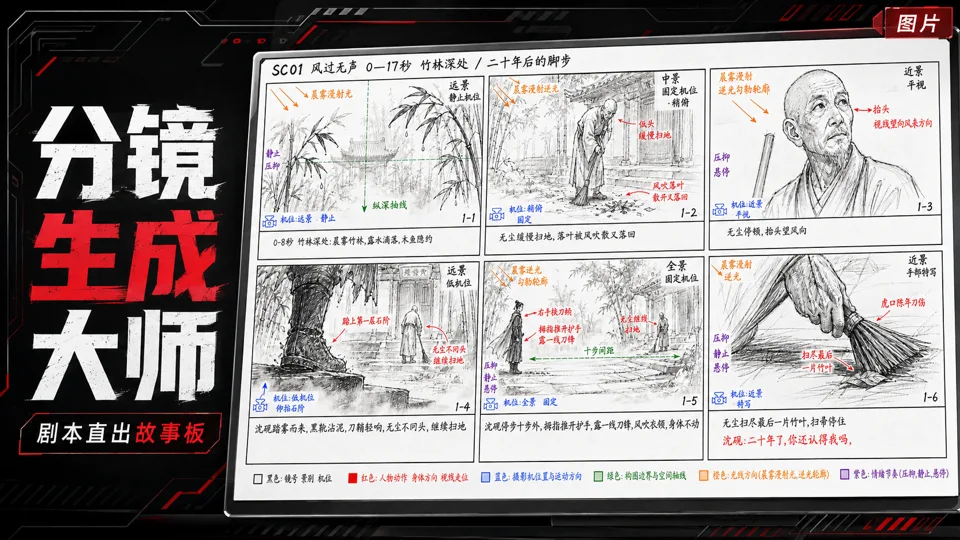 图片
分镜
生成
大师
剧本直出故事板
SC01 风过无声 0—17秒 竹林深处 / 二十年后的脚步
晨雾漫射光
远景
静止机位
静止
压抑
纵深轴线
机位:远景 静止
1-1
0-8秒 竹林深处:晨雾竹林,露水滴落,木鱼隐约
晨雾漫射逆光
中景
固定机位
·稍俯
低头
缓慢扫地
风吹落叶
散开又落回
机位:稍俯
固定
1-2
无尘缓慢扫地,落叶被风吹散又落回
晨雾漫射
逆光勾勒轮廓
近景
平视
抬头
视线望向风来方向
压抑
悬停
机位:近景
平视
1-3
无尘停顿,抬头望风向
远景
低机位
踏上第一层石阶
无尘不回头
继续扫地
机位:低机位
仰拍石阶
1-4
沈砚踏雾而来,黑靴沾泥,刀鞘轻响,无尘不回头,继续扫地
晨雾逆光
勾勒轮廓
全景
固定机位
右手扶刀鞘
拇指推开护手
露一线刀锋
无尘继续
扫地
十步间距
压抑
静止
悬停
机位:全景 固定
1-5
沈砚停步十步外,拇指推开护手,露一线刀锋,风吹衣领,身体不动
晨雾漫射
逆光
近景
手部特写
虎口陈年刀伤
扫尽最后
一片竹叶
压抑
静止
悬停
机位:近景
特写
1-6
无尘扫尽最后一片竹叶,扫帚停住
沈砚:二十年了,你还认得我吗,
黑色:镜号 景别 机位
红色:人物动作 身体方向 视线走位
蓝色:摄影机位置与运动方向
绿色:构图边界与空间轴线
橙色:光线方向(晨雾漫射光,逆光轮廓)
紫色:情绪节奏(压抑,静止,悬停)